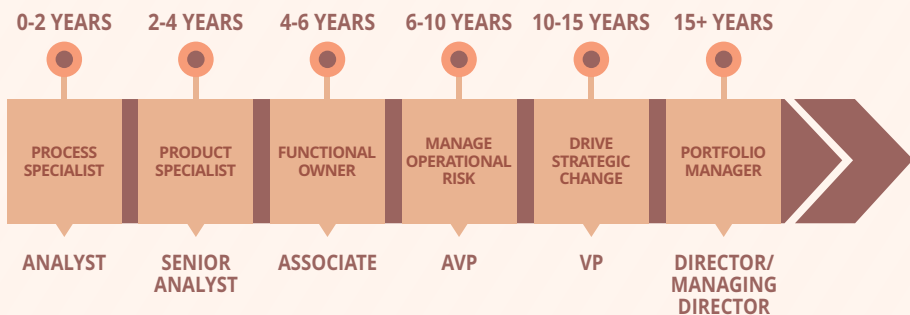 0-2 YEARS
2-4 YEARS
4-6 YEARS
6-10 YEARS
10-15 YEARS
15+ YEARS
PROCESS
SPECIALIST
PRODUCT
SPECIALIST
FUNCTIONAL
OWNER
MANAGE
OPERATIONAL
RISK
DRIVE
STRATEGIC
CHANGE
PORTFOLIO
MANAGER
ANALYST
SENIOR
ANALYST
ASSOCIATE
AVP
VP
DIRECTOR/
MANAGING
DIRECTOR